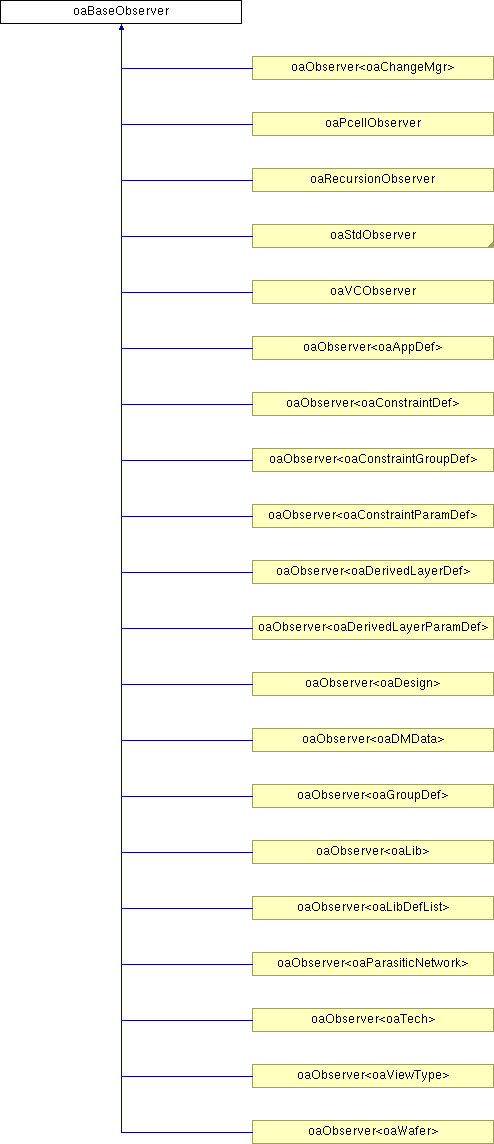 oaBaseObserver
oaObserver<oaChangeMgr>
oaPcellObserver
oaRecursionObserver
oaStdObserver
oaVCObserver
oaObserver<oaAppDef>
oaObserver<oaConstraintDef>
oaObserver<oaConstraintGroupDef>
oaObserver<oaConstraintParamDef>
oaObserver<oaDerivedLayerDef>
oaObserver<oaDerivedLayerParamDef>
oaObserver<oaDesign>
oaObserver<oaDMData>
oaObserver<oaGroupDef>
oaObserver<oaLib>
oaObserver<oaLibDefList>
oaObserver<oaParasiticNetwork>
oaObserver<oaTech>
oaObserver<oaViewType>
oaObserver<oaWafer>